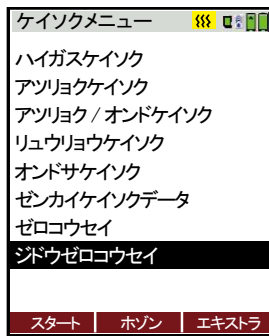 ケイソクメニュー
ハイガスケイソク
アツリョクケイソク
アツリョク / オンドケイソク
リュウリョウケイソク
オンドサケイソク
ゼンカイケイソクデータ
ゼロコウセイ
ジドウゼロコウセイ
スタート ホゾン エキストラ